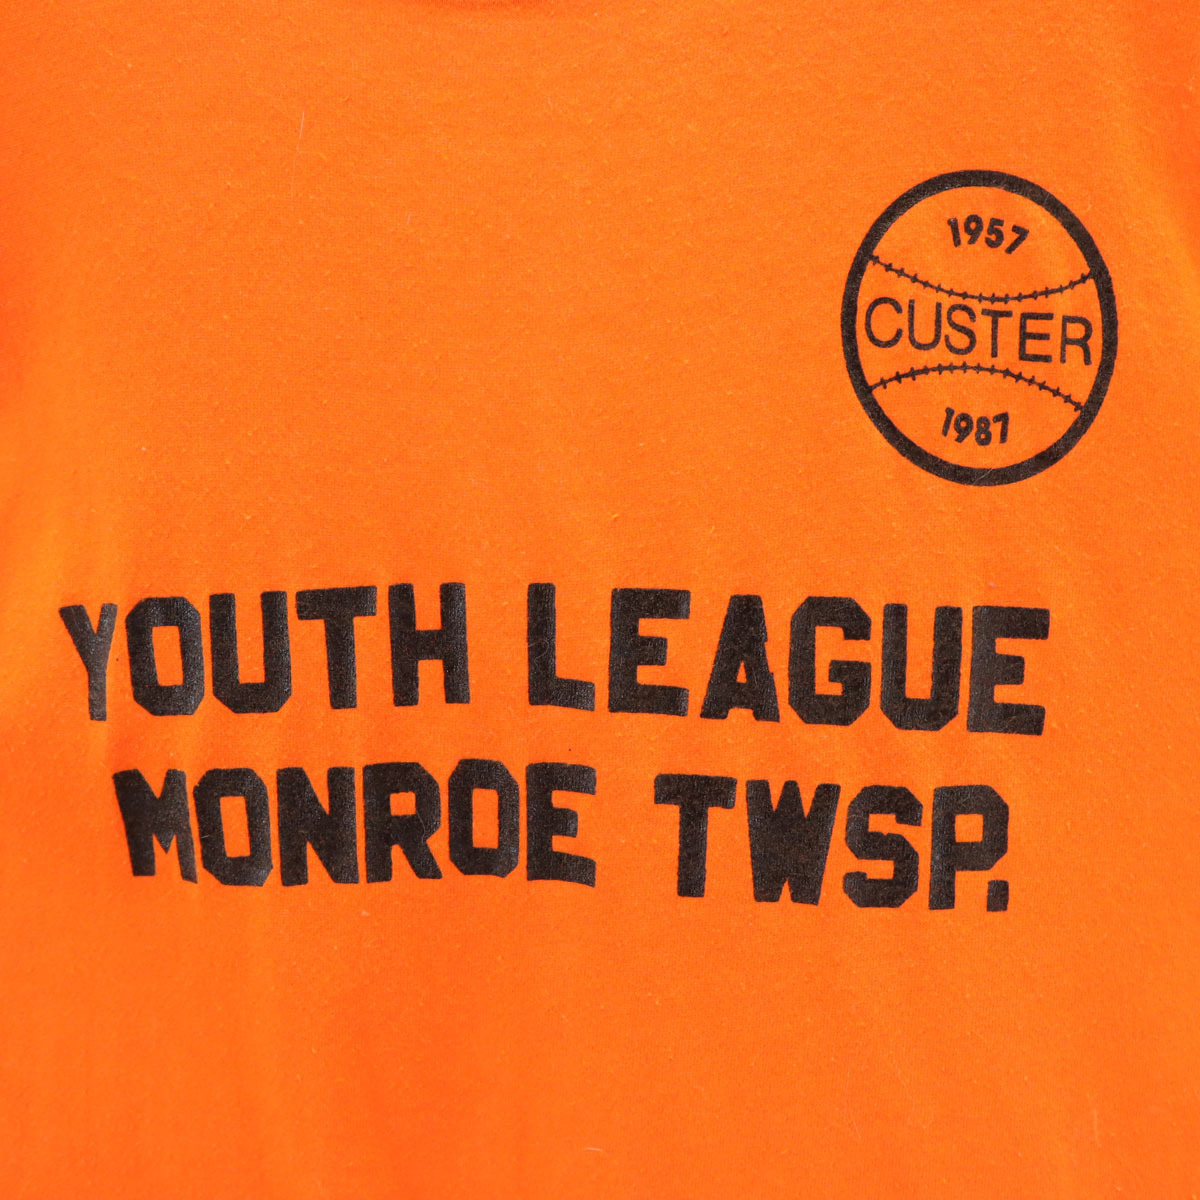 1957
CUSTER
1987
YOUTH LEAGUE
MONROE TWSP.